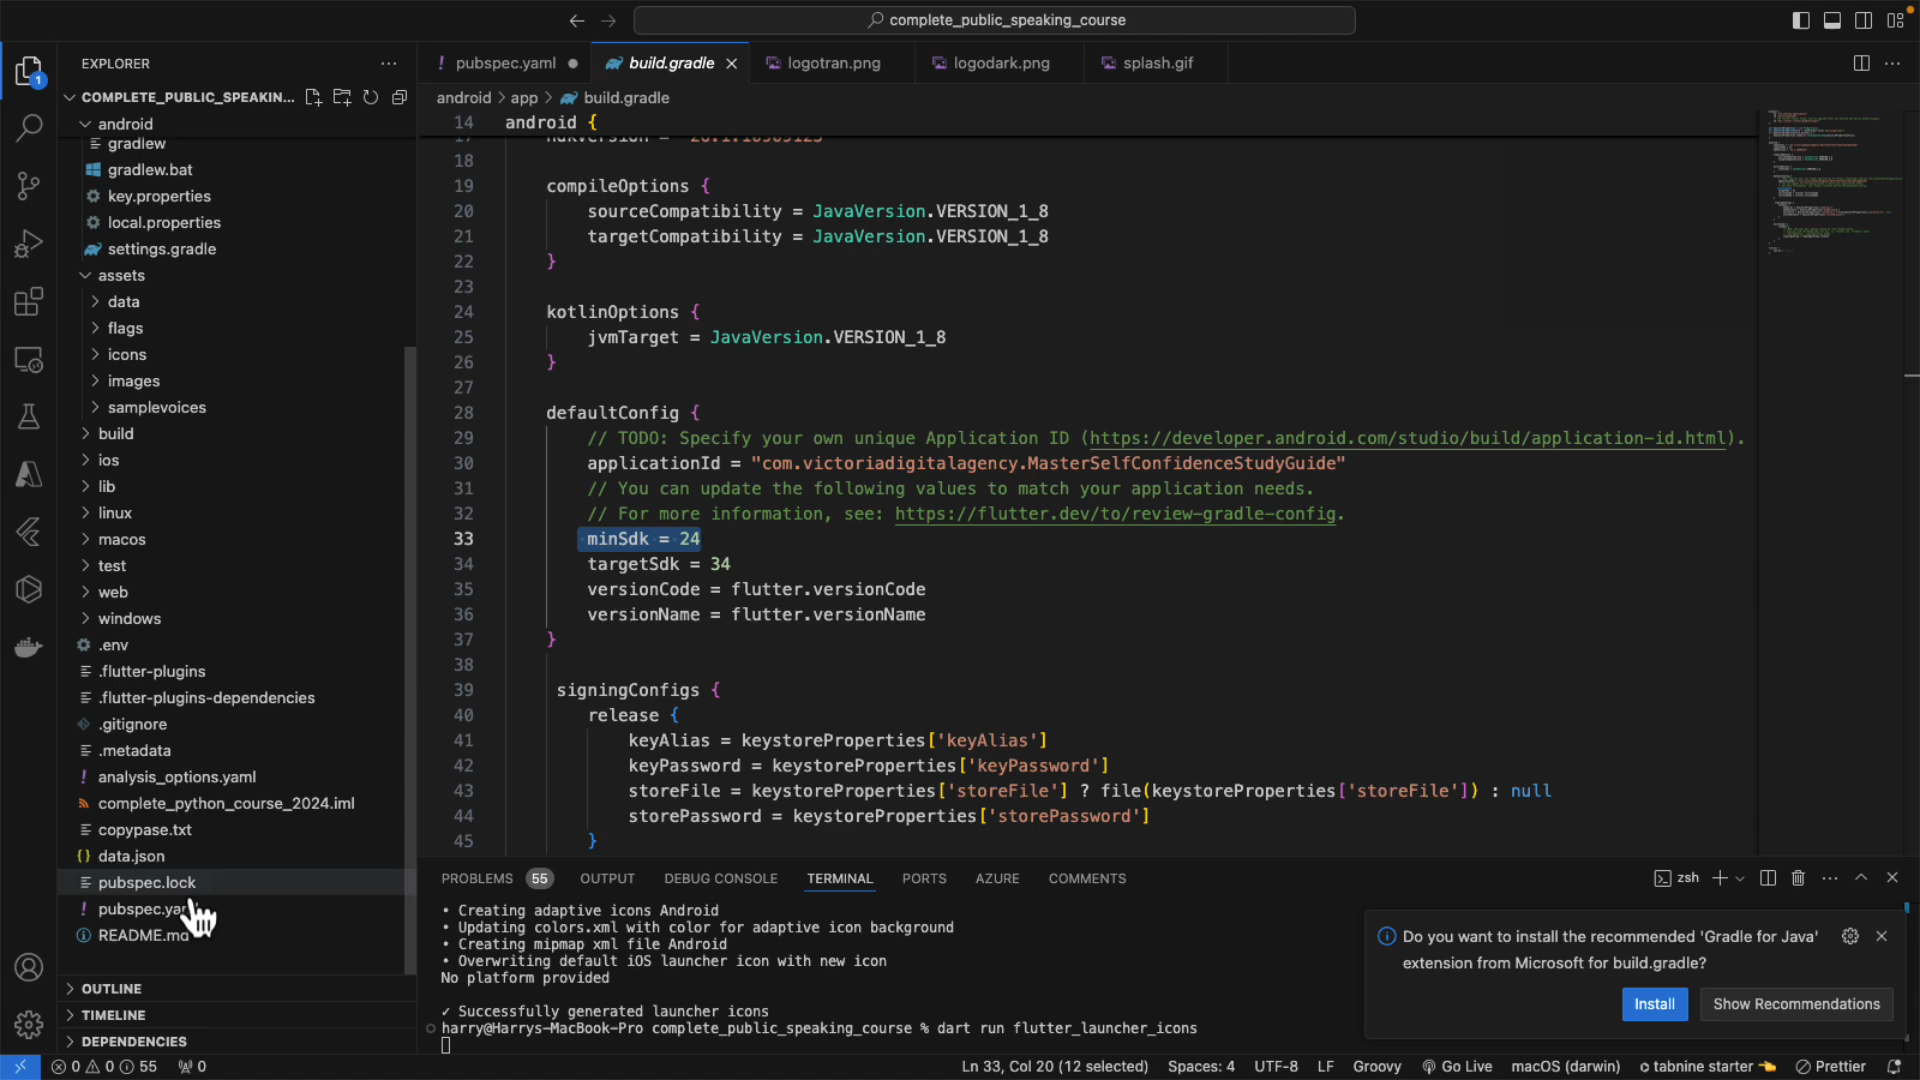 complete_public_speaking_course
EXPLORER
COMPLETE_PUBLIC_SPEAKIN...
android
gradlew
gradlew.bat
key.properties
local.properties
settings.gradle
assets
data
flags
icons
images
samplevoices
build
ios
lib
linux
macos
test
web
windows
.env
.flutter-plugins
.flutter-plugins-dependencies
.gitignore
.metadata
analysis_options.yaml
complete_python_course_2024.iml
copypase.txt
data.json
pubspec.lock
README.md
OUTLINE
TIMELINE
DEPENDENCIES
1
pubspec.yaml
build.gradle
logotran.png
logodark.png
splash.gif
android > app > build.gradle
14 android {
18
19 compileOptions {
20 sourceCompatibility = JavaVersion.VERSION_1_8
21 targetCompatibility = JavaVersion.VERSION_1_8
22 }
23
24 kotlinOptions {
25 jvmTarget = JavaVersion.VERSION_1_8
26 }
27
28 defaultConfig {
29 // TODO: Specify your own unique Application ID (https://developer.android.com/studio/build/application-id.html).
30 applicationId = "com.victoriadigitalagency.MasterSelfConfidenceStudyGuide"
31 // You can update the following values to match your application needs.
32 // For more information, see: https://flutter.dev/to/review-gradle-config.
33 minSdk = 24
34 targetSdk = 34
35 versionCode = flutter.versionCode
36 versionName = flutter.versionName
37 }
38
39 signingConfigs {
40 release {
41 keyAlias = keystoreProperties['keyAlias']
42 keyPassword = keystoreProperties['keyPassword']
43 storeFile = keystoreProperties['storeFile'] ? file(keystoreProperties['storeFile']) : null
44 storePassword = keystoreProperties['storePassword']
45 }
PROBLEMS 55 OUTPUT DEBUG CONSOLE TERMINAL PORTS AZURE COMMENTS
zsh
• Creating adaptive icons Android
• Updating colors.xml with color for adaptive icon background
• Creating mipmap xml file Android
• Overwriting default iOS launcher icon with new icon
No platform provided
✓ Successfully generated launcher icons
harry@Harrys-MacBook-Pro complete_public_speaking_course % dart run flutter_launcher_icons
Do you want to install the recommended 'Gradle for Java'
extension from Microsoft for build.gradle?
Install
Show Recommendations
0 0 55 0
Ln 33, Col 20 (12 selected) Spaces: 4 UTF-8 LF Groovy Go Live macOS (darwin) tabnine starter Prettier